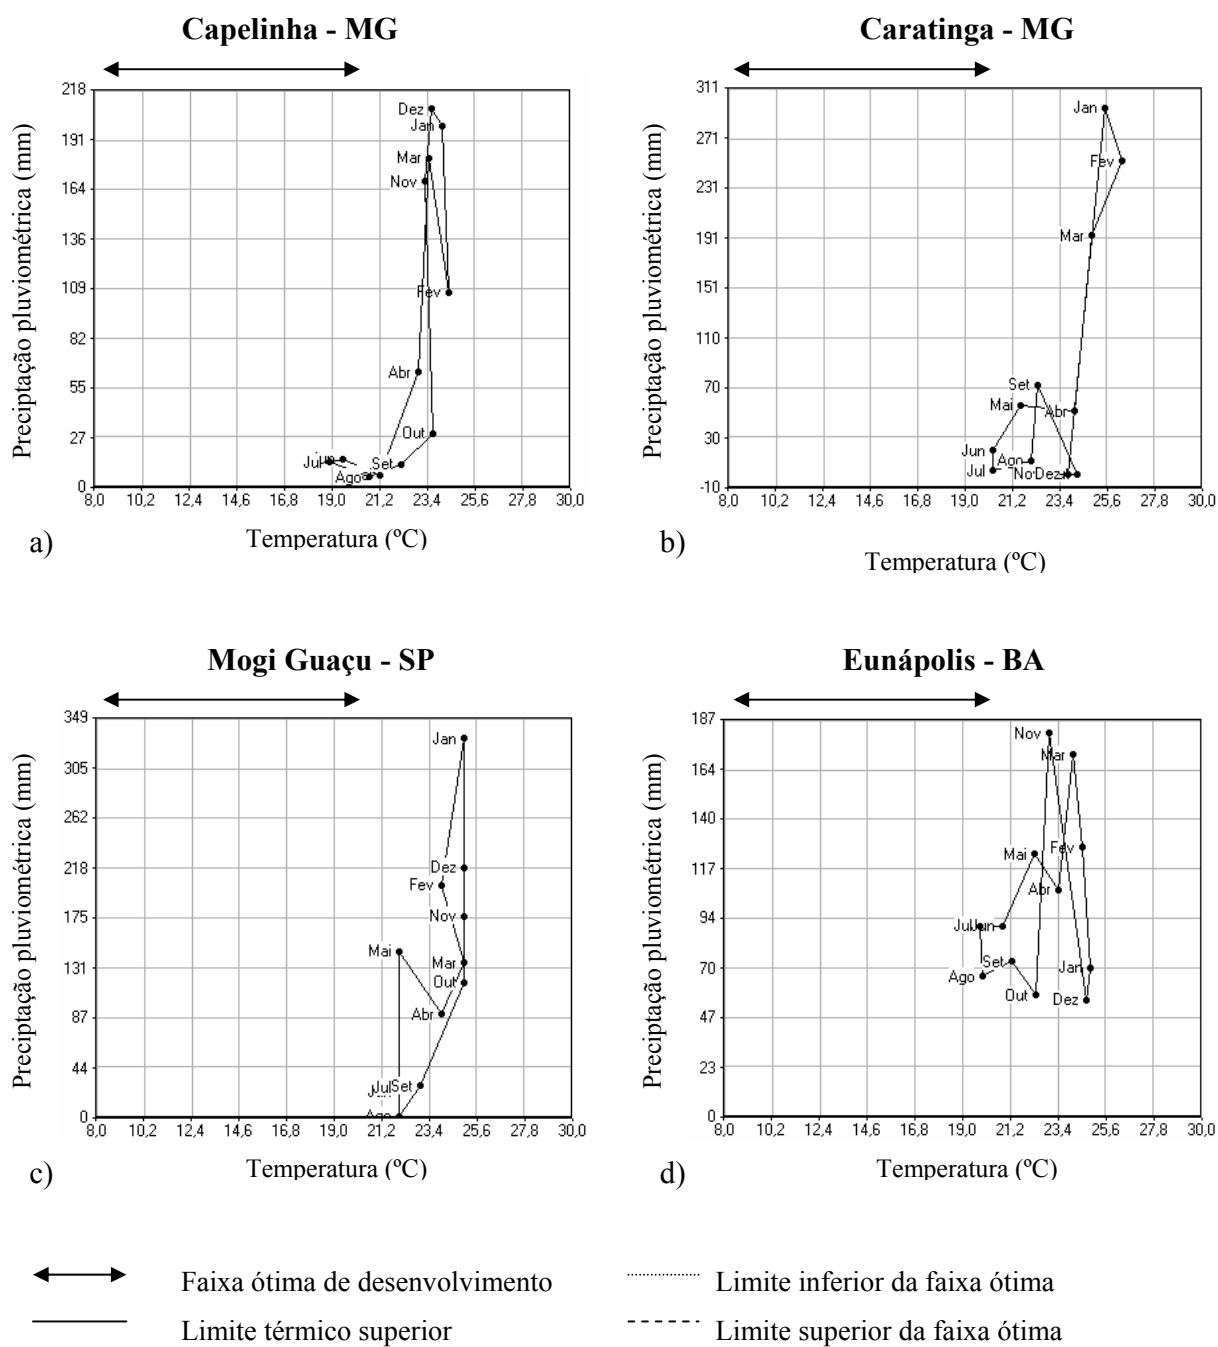 Capelinha - MG
Preciptação pluviométrica (mm)
218
191
164
136
109
82
55
27
0
Dez
Jan
Mar
Nov
Fev
Abr
Out
Set
Jul
Ago
8,0 10,2 12,4 14,6 16,8 19,0 21,2 23,4 25,6 27,8 30,0
a)
Temperatura (ºC)
Caratinga - MG
Preciptação pluviométrica (mm)
311
271
231
191
151
110
70
30
-10
Jan
Fev
Mar
Set
Mai
Abr
Jun
Ago
Jul
Dez
8,0 10,2 12,4 14,6 16,8 19,0 21,2 23,4 25,6 27,8 30,0
b)
Temperatura (ºC)
Mogi Guaçu - SP
Preciptação pluviométrica (mm)
349
305
262
218
175
131
87
44
0
Jan
Dez
Fev
Nov
Mai
Mar
Out
Abr
Jul
Set
Ago
8,0 10,2 12,4 14,6 16,8 19,0 21,2 23,4 25,6 27,8 30,0
c)
Temperatura (ºC)
Eunápolis - BA
Preciptação pluviométrica (mm)
187
164
140
117
94
70
47
23
0
Nov
Mar
Fev
Mai
Abr
Jul
Jun
Set
Jan
Ago
Out
Dez
8,0 10,2 12,4 14,6 16,8 19,0 21,2 23,4 25,6 27,8 30,0
d)
Temperatura (ºC)
Faixa ótima de desenvolvimento
Limite inferior da faixa ótima
Limite térmico superior
Limite superior da faixa ótima